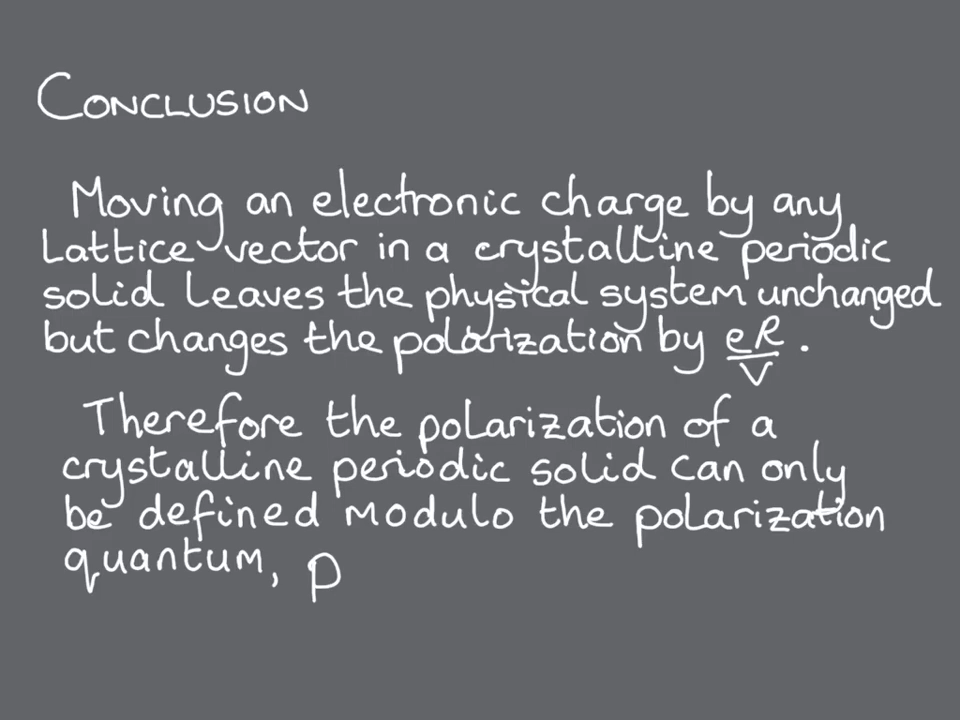 CONCLUSION
Moving an electronic charge by any
Lattice vector in a crystalline periodic
solid leaves the physical system unchanged
but changes the polarization by eR/V.
Therefore the polarization of a
crystalline periodic solid can only
be defined modulo the polarization
quantum, p